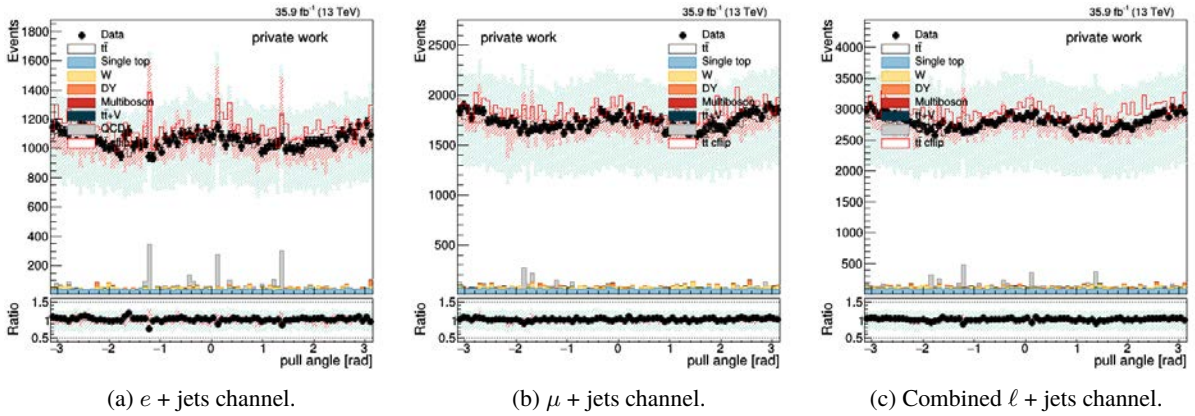 35.9 fb⁻¹ (13 TeV)
Events
1800
1600
1400
1200
1000
800
600
400
200
private work
Data
tt̄
Single top
W
DY
Multiboson
tt̄+V
QCD
tt̄ cflip
Ratio
1.5
1
0.5
−3 −2 −1 0 1 2 3
pull angle [rad]
35.9 fb⁻¹ (13 TeV)
Events
2500
2000
1500
1000
500
private work
Data
tt̄
Single top
W
DY
Multiboson
tt̄+V
QCD
tt̄ cflip
Ratio
1.5
1
0.5
−3 −2 −1 0 1 2 3
pull angle [rad]
35.9 fb⁻¹ (13 TeV)
Events
4000
3500
3000
2500
2000
1500
1000
500
private work
Data
tt̄
Single top
W
DY
Multiboson
tt̄+V
QCD
tt̄ cflip
Ratio
1.5
1
0.5
−3 −2 −1 0 1 2 3
pull angle [rad]
(a) e + jets channel.
(b) μ + jets channel.
(c) Combined ℓ + jets channel.